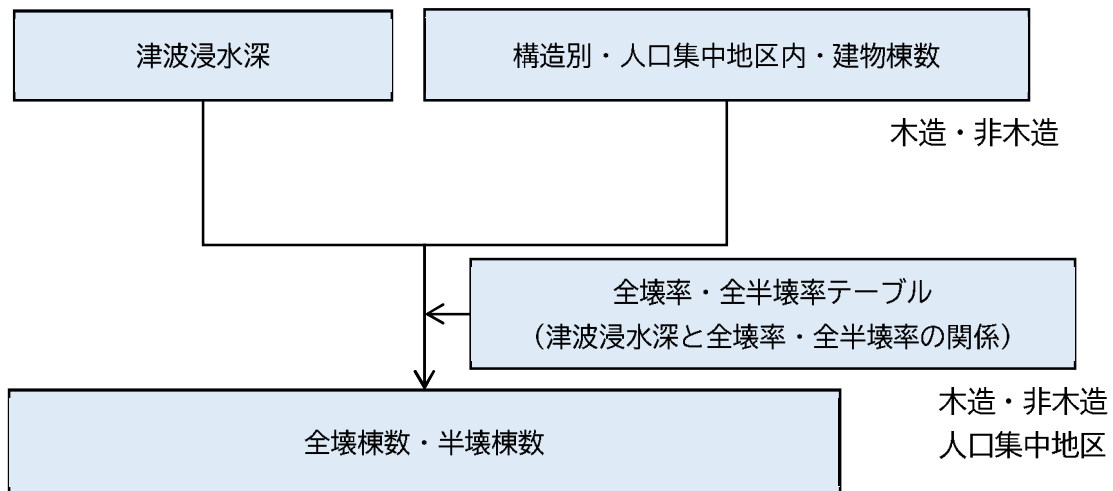 津波浸水深
構造別・人口集中地区内・建物棟数
木造・非木造
全壊率・全半壊率テーブル
（津波浸水深と全壊率・全半壊率の関係）
木造・非木造
人口集中地区
全壊棟数・半壊棟数